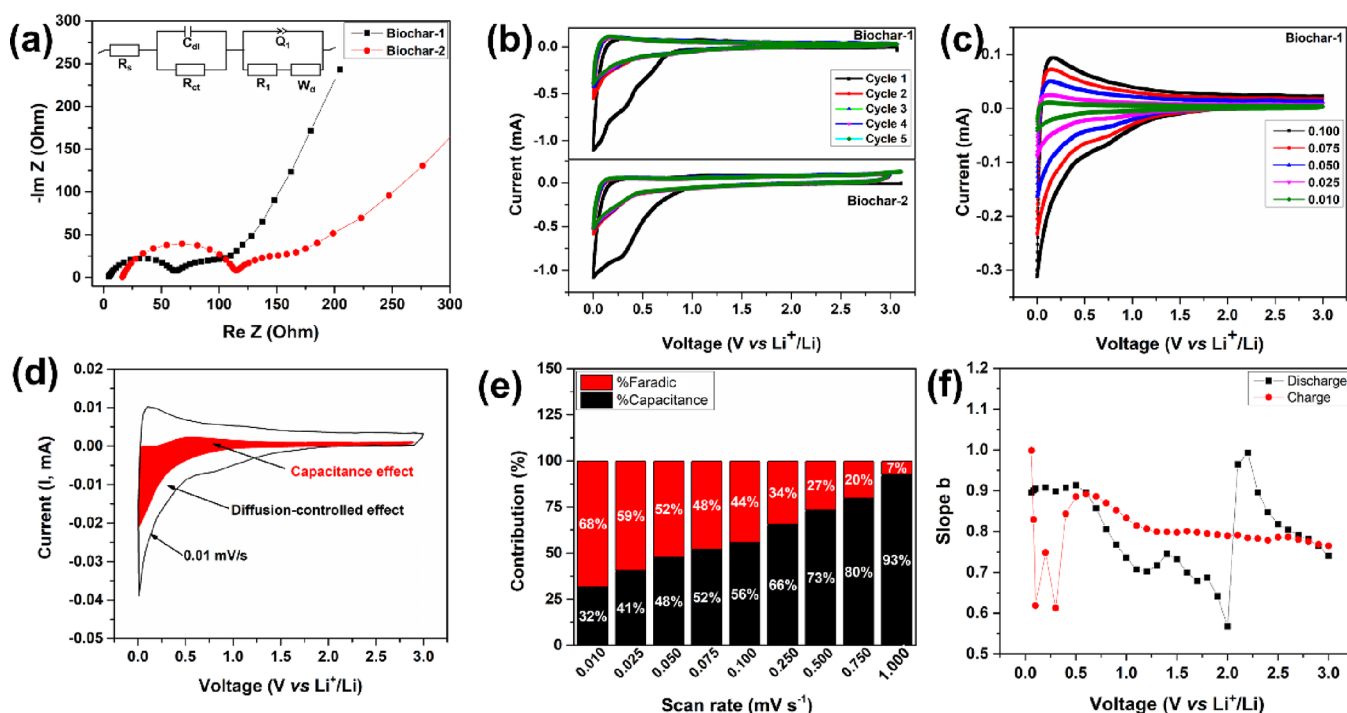 (a)
300
250
200
150
100
50
0
-Im Z (Ohm)
Rs
Cdl
Rct
Q1
R1
Wd
Biochar-1
Biochar-2
0 50 100 150 200 250 300
Re Z (Ohm)
(b)
Biochar-1
0.0
-0.5
-1.0
Cycle 1
Cycle 2
Cycle 3
Cycle 4
Cycle 5
0.0
-0.5
-1.0
Biochar-2
Current (mA)
0.0 0.5 1.0 1.5 2.0 2.5 3.0
Voltage (V vs Li+/Li)
(c)
Biochar-1
0.1
0.0
-0.1
-0.2
-0.3
Current (mA)
0.100
0.075
0.050
0.025
0.010
0.0 0.5 1.0 1.5 2.0 2.5 3.0
Voltage (V vs Li+/Li)
(d)
0.02
0.01
0.00
-0.01
-0.02
-0.03
-0.04
-0.05
Current (I, mA)
Capacitance effect
Diffusion-controlled effect
0.01 mV/s
0.0 0.5 1.0 1.5 2.0 2.5 3.0
Voltage (V vs Li+/Li)
(e)
150
125
100
75
50
25
0
Contribution (%)
%Faradic
%Capacitance
68% 59% 52% 48% 44% 34% 27% 20% 7%
32% 41% 48% 52% 56% 66% 73% 80% 93%
0.010 0.025 0.050 0.075 0.100 0.250 0.500 0.750 1.000
Scan rate (mV s-1)
(f)
1.2
1.1
1.0
0.9
0.8
0.7
0.6
0.5
Slope b
Discharge
Charge
0.0 0.5 1.0 1.5 2.0 2.5 3.0
Voltage (V vs Li+/Li)